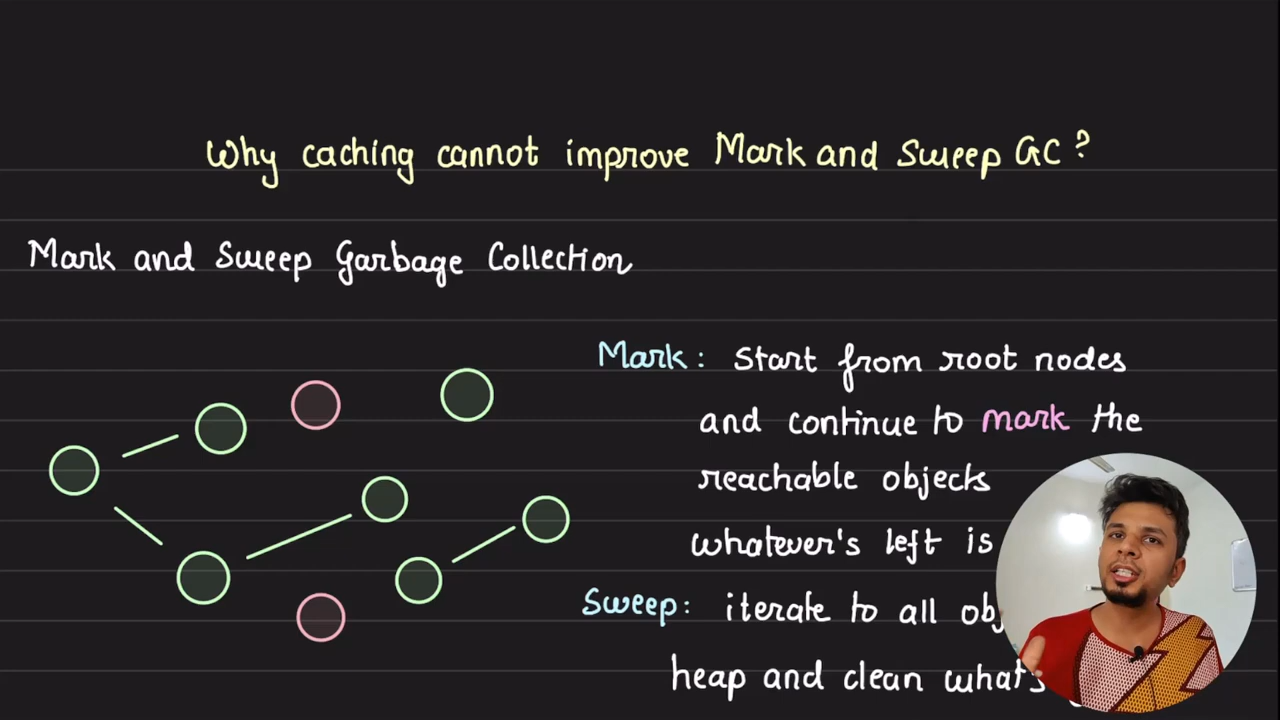 Why caching cannot improve Mark and Sweep GC?
Mark and Sweep Garbage Collection
Mark: Start from root nodes
and continue to mark the
reachable objects
whatever's left is
Sweep: iterate to all
heap and clean what's